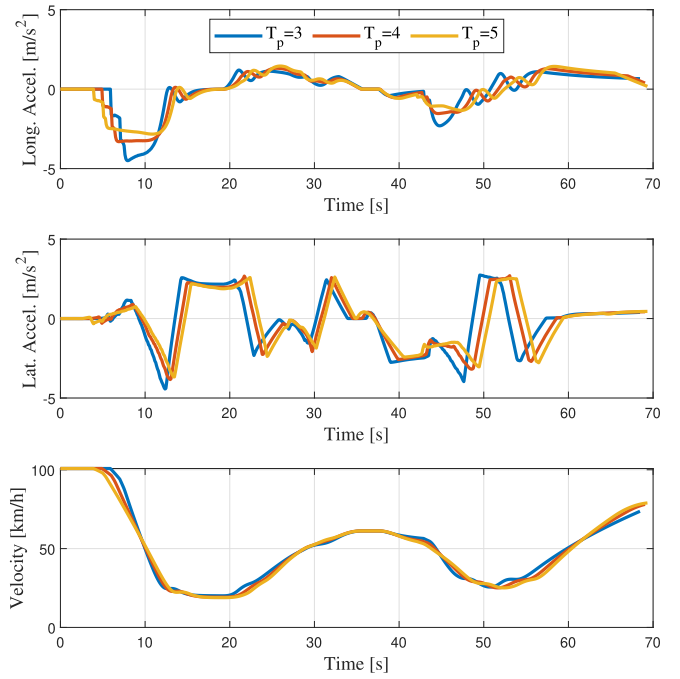 T_p=3 T_p=4 T_p=5
Long. Accel. [m/s²]
5
0
-5
0 10 20 30 40 50 60 70
Time [s]
Lat. Accel. [m/s²]
5
0
-5
0 10 20 30 40 50 60 70
Time [s]
Velocity [km/h]
100
50
0
0 10 20 30 40 50 60 70
Time [s]